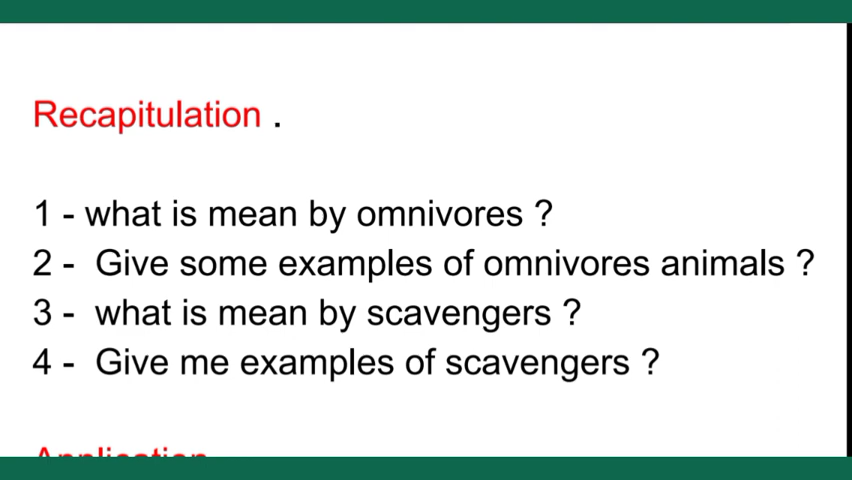 Recapitulation .
1 - what is mean by omnivores ?
2 - Give some examples of omnivores animals ?
3 - what is mean by scavengers ?
4 - Give me examples of scavengers ?
Application